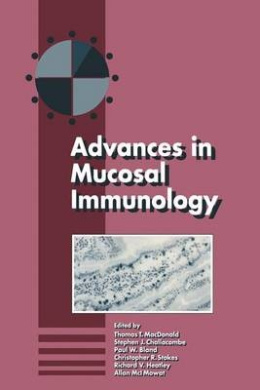 Advances in
Mucosal
Immunology
Edited by
Thomas T. MacDonald
Stephen J. Challacombe
Paul W. Bland
Christopher R. Stokes
Richard V. Heatley
Allan McI Mowat